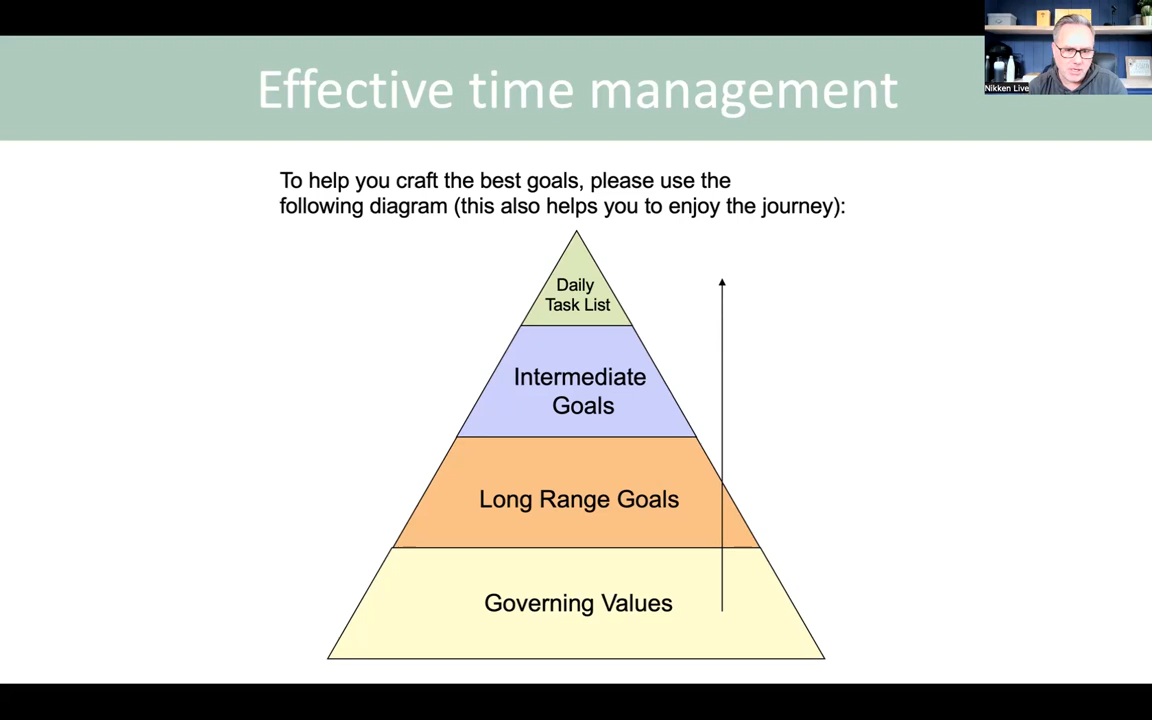 Effective time management
Nikken Live
To help you craft the best goals, please use the
following diagram (this also helps you to enjoy the journey):
Daily
Task List
Intermediate
Goals
Long Range Goals
Governing Values